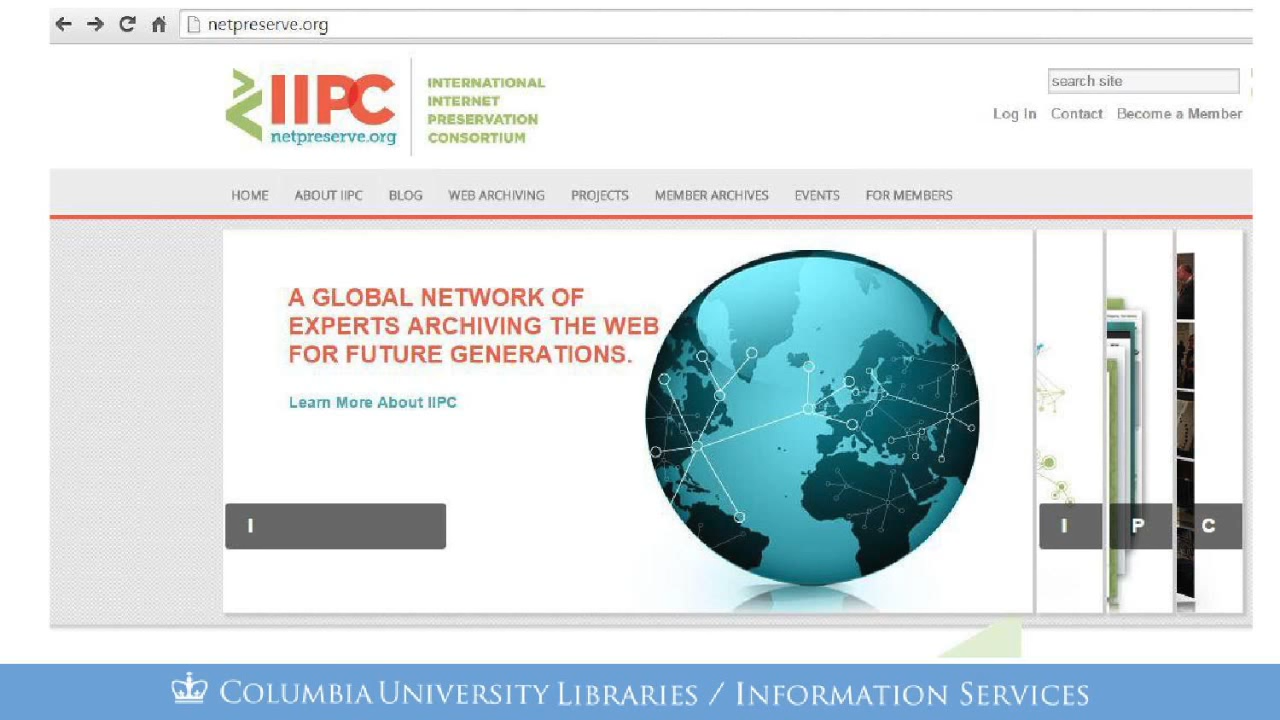 netpreserve.org
IIPC
netpreserve.org
INTERNATIONAL
INTERNET
PRESERVATION
CONSORTIUM
search site
Log In Contact Become a Member
HOME ABOUT IIPC BLOG WEB ARCHIVING PROJECTS MEMBER ARCHIVES EVENTS FOR MEMBERS
A GLOBAL NETWORK OF
EXPERTS ARCHIVING THE WEB
FOR FUTURE GENERATIONS.
Learn More About IIPC
I I P C
COLUMBIA UNIVERSITY LIBRARIES / INFORMATION SERVICES